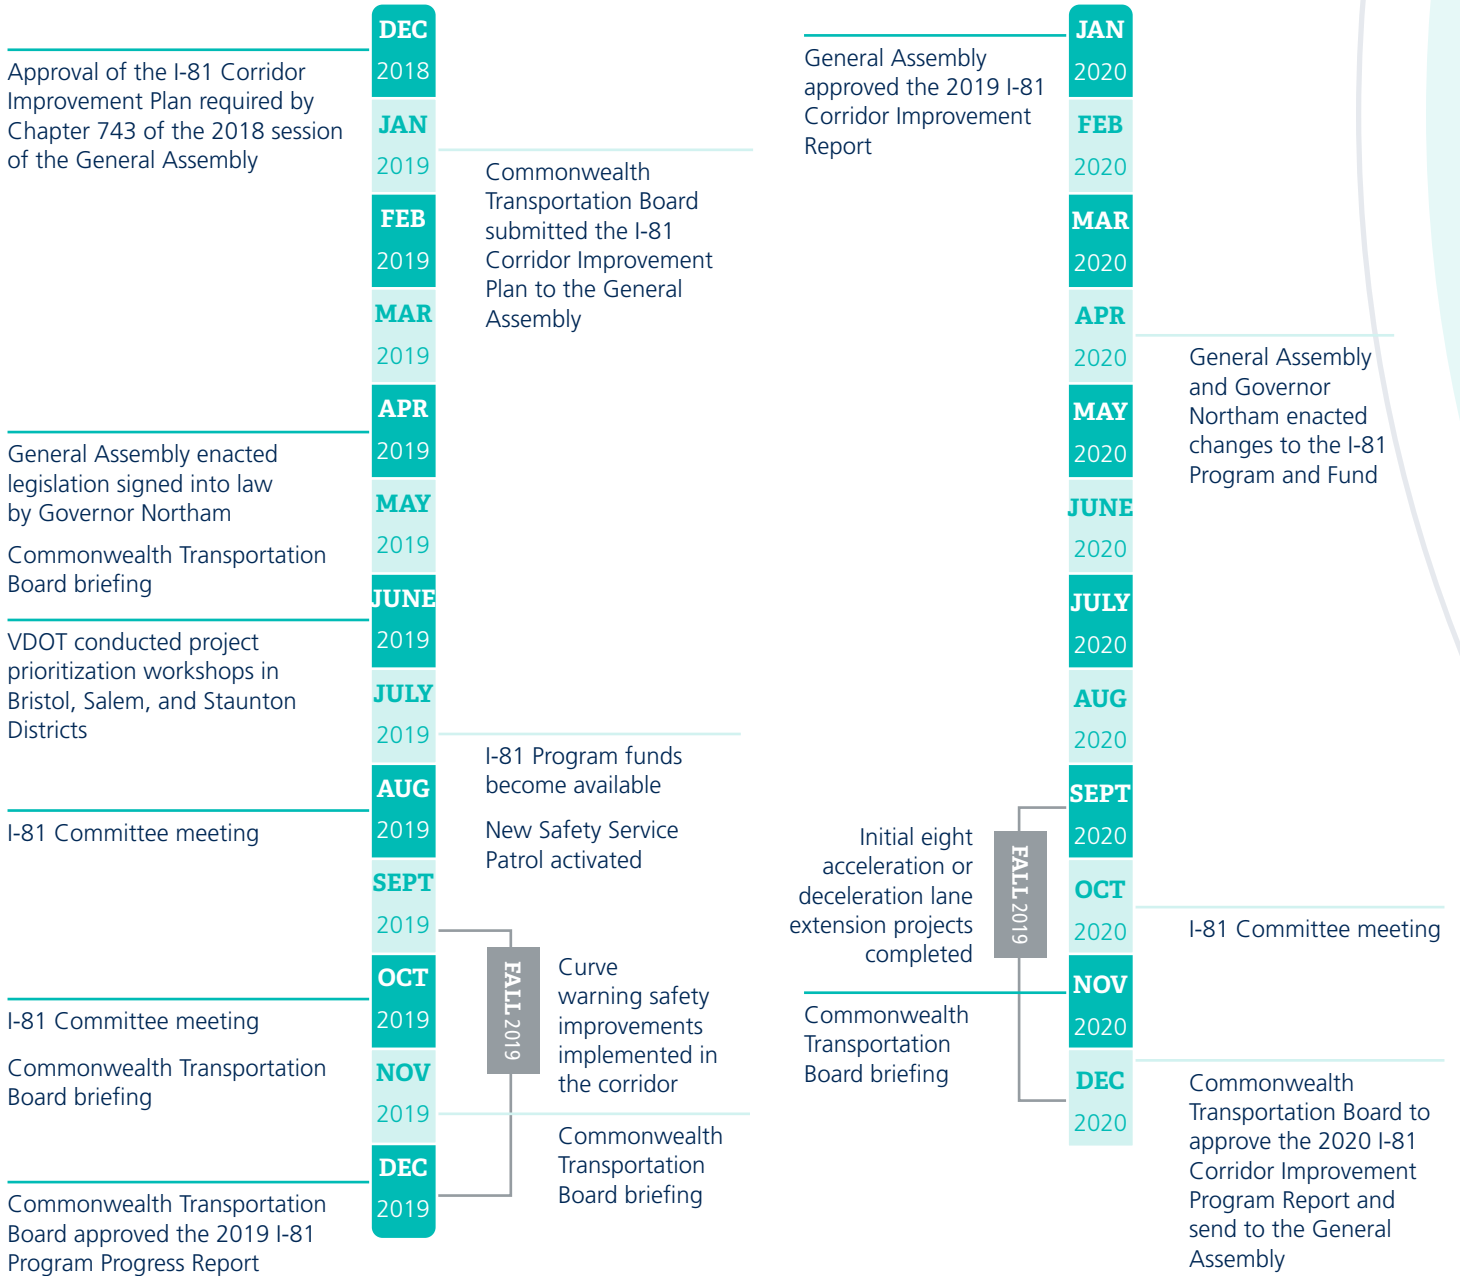 DEC
2018
Approval of the I-81 Corridor
Improvement Plan required by
Chapter 743 of the 2018 session
of the General Assembly
JAN
2019
Commonwealth
Transportation Board
submitted the I-81
Corridor Improvement
Plan to the General
Assembly
FEB
2019
MAR
2019
APR
2019
General Assembly enacted
legislation signed into law
by Governor Northam
Commonwealth Transportation
Board briefing
MAY
2019
JUNE
2019
VDOT conducted project
prioritization workshops in
Bristol, Salem, and Staunton
Districts
JULY
2019
I-81 Program funds
become available
New Safety Service
Patrol activated
AUG
2019
I-81 Committee meeting
SEPT
2019
FALL 2019
Curve
warning safety
improvements
implemented in
the corridor
OCT
2019
I-81 Committee meeting
Commonwealth Transportation
Board briefing
NOV
2019
Commonwealth
Transportation
Board briefing
DEC
2019
Commonwealth Transportation
Board approved the 2019 I-81
Program Progress Report
JAN
2020
General Assembly
approved the 2019 I-81
Corridor Improvement
Report
FEB
2020
MAR
2020
APR
2020
General Assembly
and Governor
Northam enacted
changes to the I-81
Program and Fund
MAY
2020
JUNE
2020
JULY
2020
AUG
2020
SEPT
2020
Initial eight
acceleration or
deceleration lane
extension projects
completed
FALL 2019
OCT
2020
I-81 Committee meeting
NOV
2020
Commonwealth
Transportation
Board briefing
DEC
2020
Commonwealth
Transportation Board to
approve the 2020 I-81
Corridor Improvement
Program Report and
send to the General
Assembly